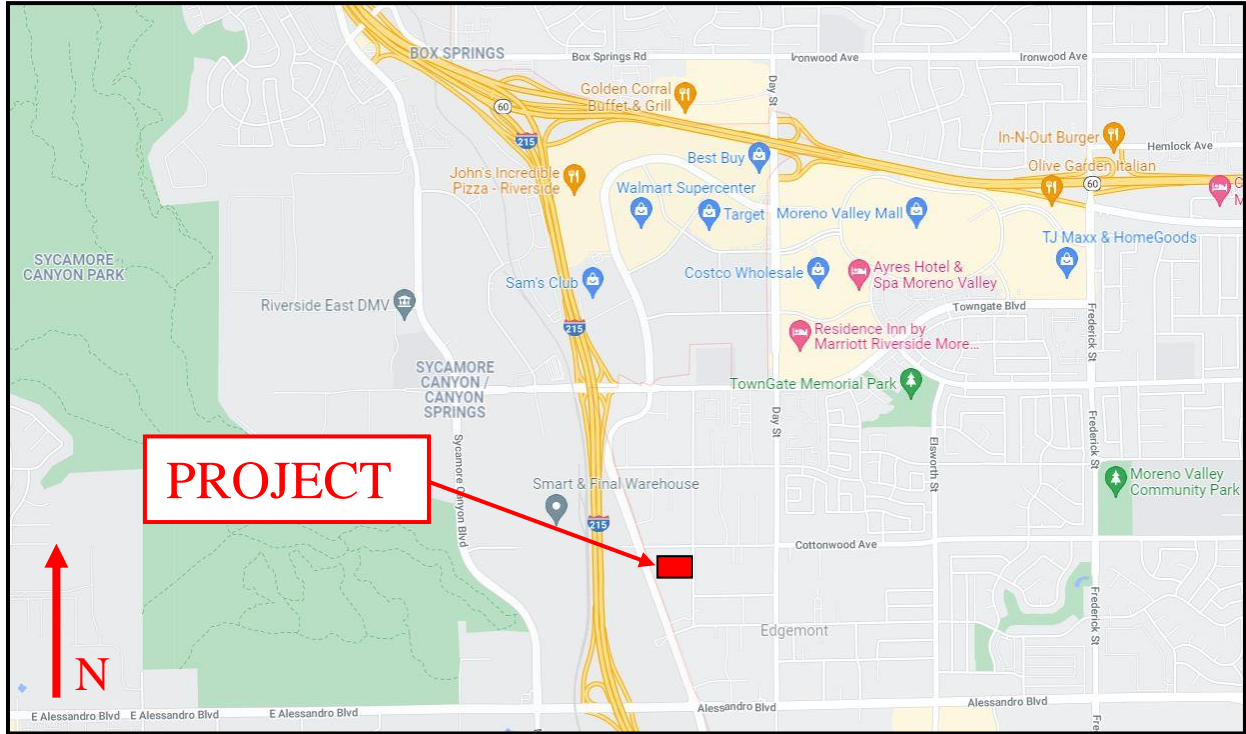 BOX SPRINGS
Box Springs Rd
Ironwood Ave
Ironwood Ave
Day St
Golden Corral
Buffet & Grill
60
215
In-N-Out Burger
Hemlock Ave
Best Buy
Olive Garden Italian
60
John's Incredible
Pizza - Riverside
Walmart Supercenter
Target
Moreno Valley Mall
TJ Maxx & HomeGoods
SYCAMORE
CANYON PARK
Sam's Club
Costco Wholesale
Ayres Hotel &
Spa Moreno Valley
Riverside East DMV
Towngate Blvd
Frederick St
215
Residence Inn by
Marriott Riverside More...
SYCAMORE
CANYON /
CANYON
SPRINGS
TownGate Memorial Park
Day St
Elsworth St
Frederick St
Sycamore Canyon Blvd
PROJECT
Smart & Final Warehouse
Moreno Valley
Community Park
215
Cottonwood Ave
Frederick St
Edgemont
N
E Alessandro Blvd
E Alessandro Blvd
E Alessandro Blvd
Alessandro Blvd
Alessandro Blvd